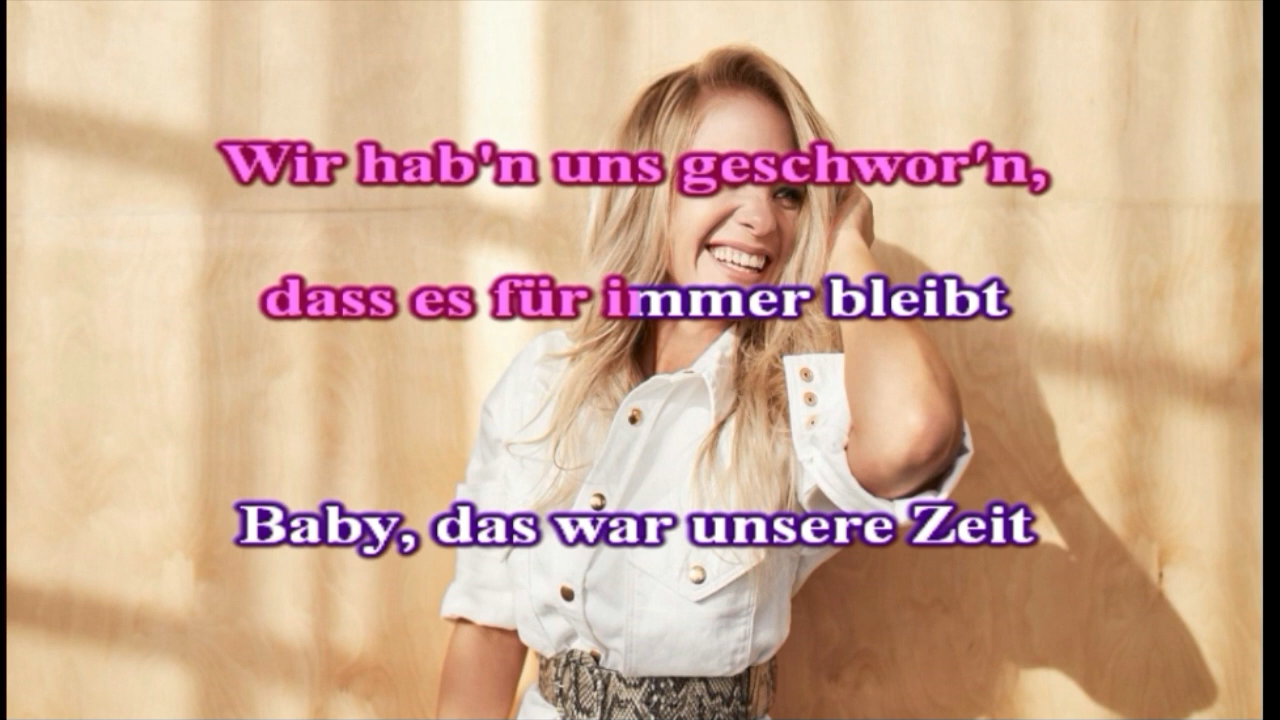 Wir hab'n uns geschwor'n,
dass es für immer bleibt
Baby, das war unsere Zeit